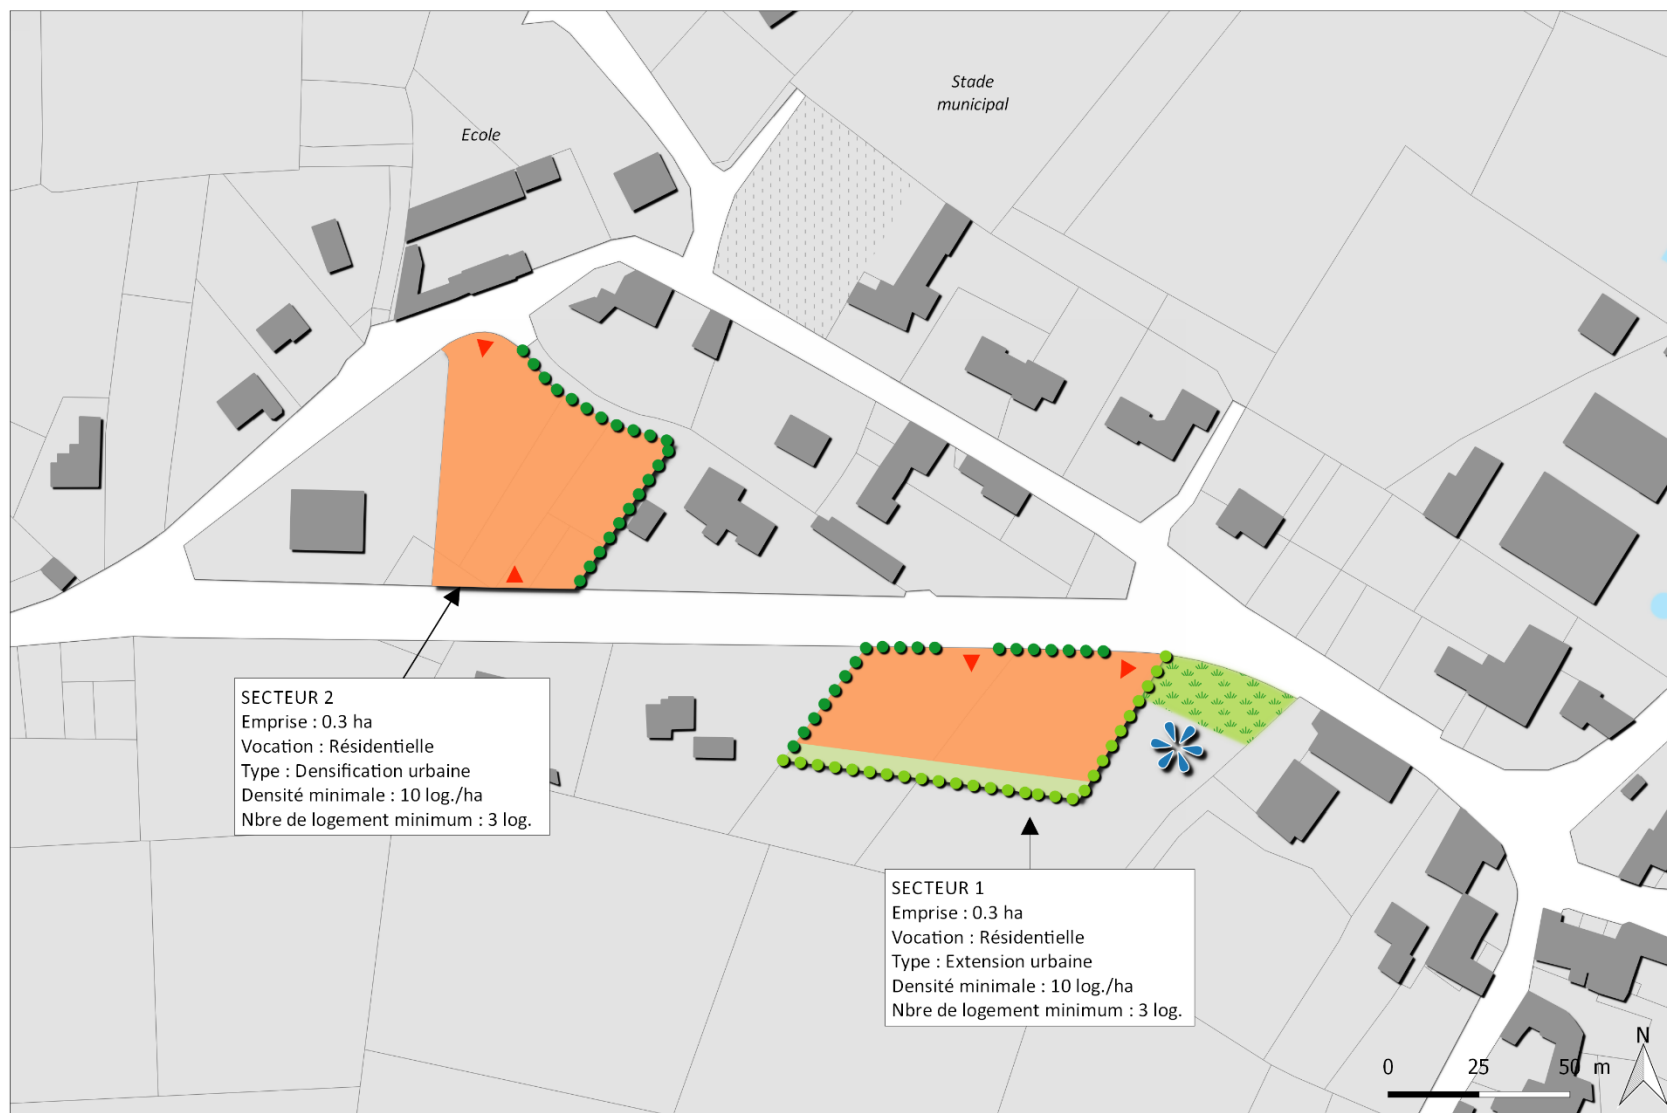 Stade
municipal
Ecole
SECTEUR 2
Emprise : 0.3 ha
Vocation : Résidentielle
Type : Densification urbaine
Densité minimale : 10 log./ha
Nbre de logement minimum : 3 log.
SECTEUR 1
Emprise : 0.3 ha
Vocation : Résidentielle
Type : Extension urbaine
Densité minimale : 10 log./ha
Nbre de logement minimum : 3 log.
N
0 25 50 m